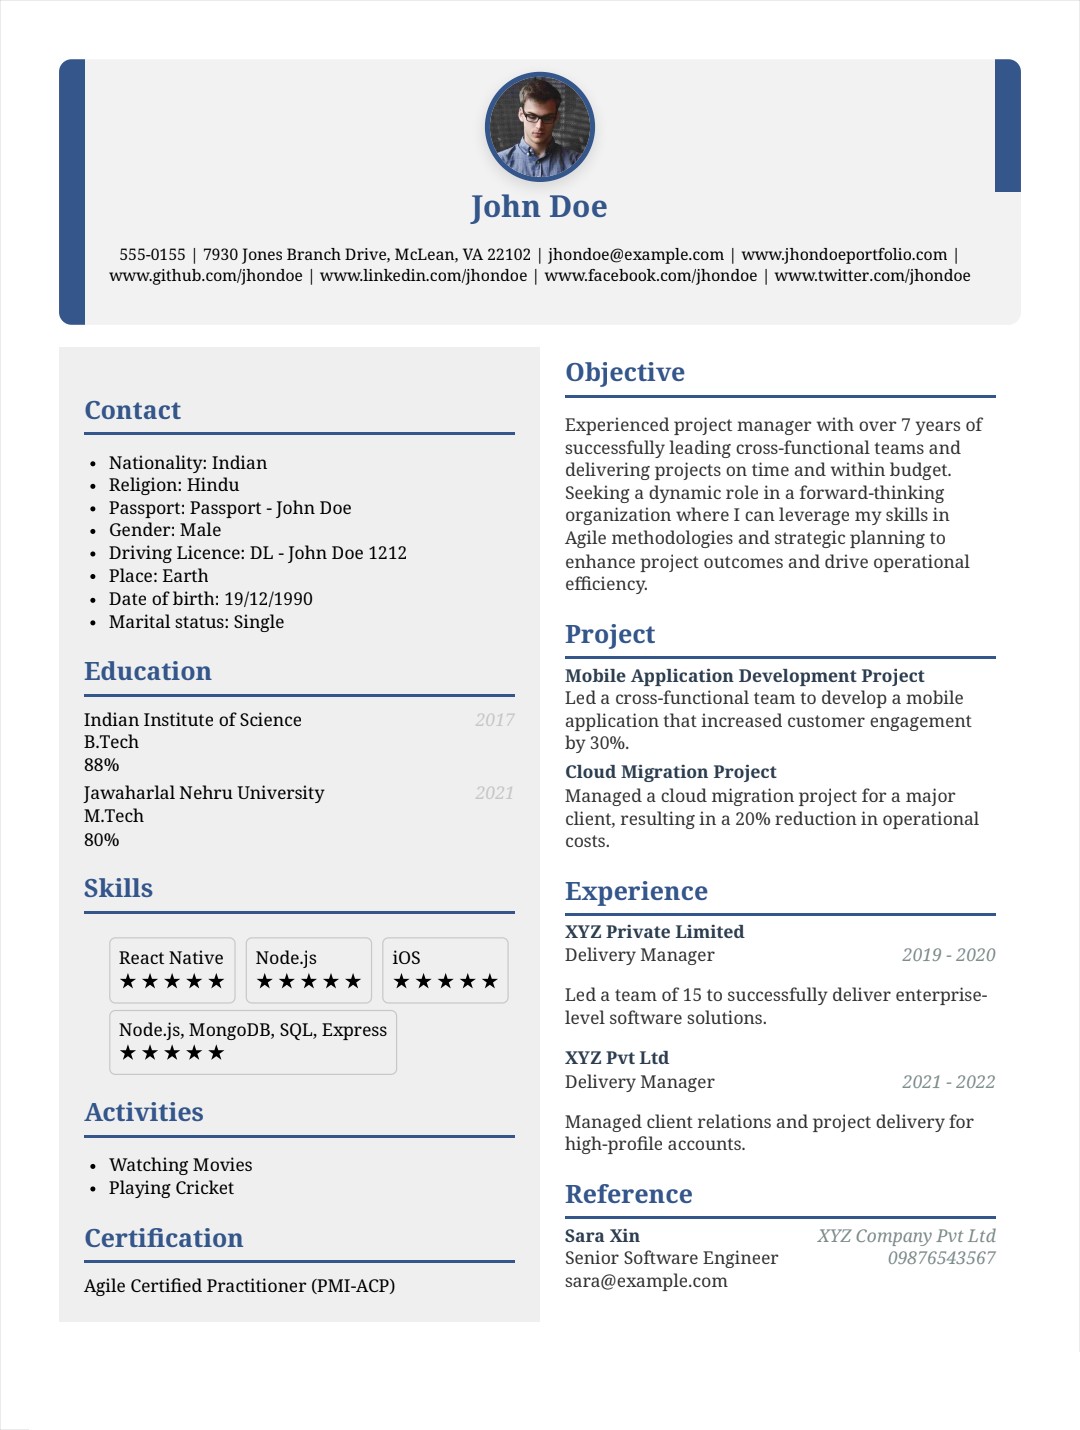 John Doe
555-0155 | 7930 Jones Branch Drive, McLean, VA 22102 | jhondoe@example.com | www.jhondoeportfolio.com |
www.github.com/jhondoe | www.linkedin.com/jhondoe | www.facebook.com/jhondoe | www.twitter.com/jhondoe
Contact
• Nationality: Indian
• Religion: Hindu
• Passport: Passport - John Doe
• Gender: Male
• Driving Licence: DL - John Doe 1212
• Place: Earth
• Date of birth: 19/12/1990
• Marital status: Single
Education
Indian Institute of Science 2017
B.Tech
88%
Jawaharlal Nehru University 2021
M.Tech
80%
Skills
React Native Node.js iOS
★★★★★ ★★★★★ ★★★★★
Node.js, MongoDB, SQL, Express
★★★★★
Activities
• Watching Movies
• Playing Cricket
Certification
Agile Certified Practitioner (PMI-ACP)
Objective
Experienced project manager with over 7 years of
successfully leading cross-functional teams and
delivering projects on time and within budget.
Seeking a dynamic role in a forward-thinking
organization where I can leverage my skills in
Agile methodologies and strategic planning to
enhance project outcomes and drive operational
efficiency.
Project
Mobile Application Development Project
Led a cross-functional team to develop a mobile
application that increased customer engagement
by 30%.
Cloud Migration Project
Managed a cloud migration project for a major
client, resulting in a 20% reduction in operational
costs.
Experience
XYZ Private Limited
Delivery Manager 2019 - 2020
Led a team of 15 to successfully deliver enterprise-
level software solutions.
XYZ Pvt Ltd
Delivery Manager 2021 - 2022
Managed client relations and project delivery for
high-profile accounts.
Reference
Sara Xin XYZ Company Pvt Ltd
Senior Software Engineer 09876543567
sara@example.com